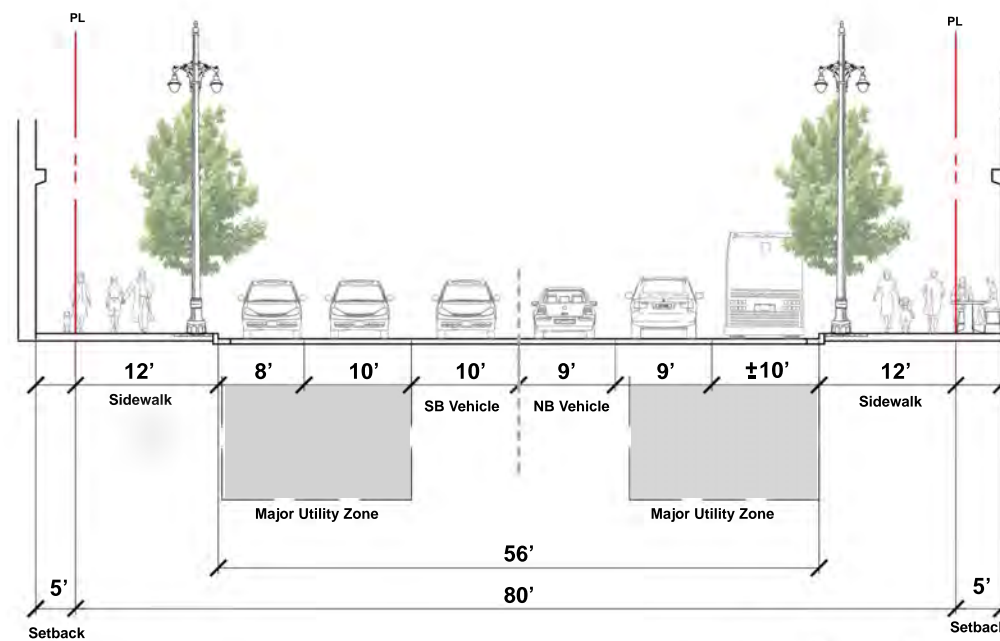 PL
PL
12’ 8’ 10’ 10’ 9’ 9’ ±10’ 12’
Sidewalk SB Vehicle NB Vehicle Sidewalk
Major Utility Zone Major Utility Zone
56’
5’ 80’ 5’
Setback Setback